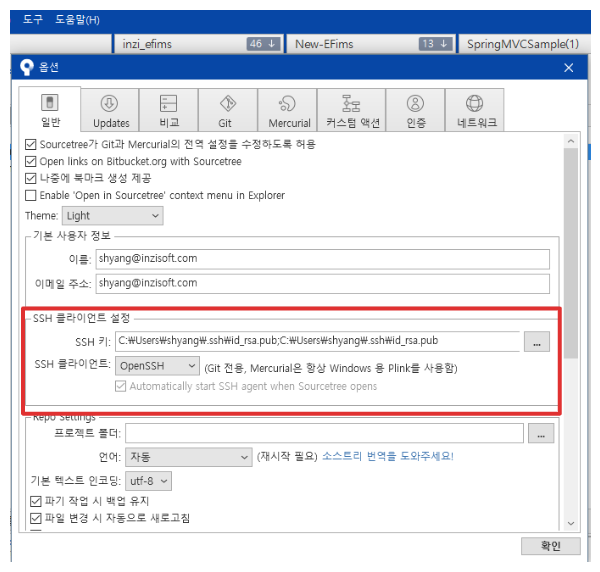 도구 도움말(H)
inzi_efims 46 ↓ New-EFims 13 ↓ SpringMVCSample(1)
옵션
일반 Updates 비교 Git Mercurial 커스텀 액션 인증 네트워크
Sourcetree가 Git과 Mercurial의 전역 설정을 수정하도록 허용
Open links on Bitbucket.org with Sourcetree
나중에 북마크 생성 제공
Enable 'Open in Sourcetree' context menu in Explorer
Theme: Light
기본 사용자 정보
이름: shyang@inzisoft.com
이메일 주소: shyang@inzisoft.com
SSH 클라이언트 설정
SSH 키: C:₩Users₩shyang₩.ssh₩id_rsa.pub;C:₩Users₩shyang₩.ssh₩id_rsa.pub ...
SSH 클라이언트: OpenSSH (Git 전용, Mercurial은 항상 Windows 용 Plink를 사용함)
Automatically start SSH agent when Sourcetree opens
Repo Settings
프로젝트 폴더: ...
언어: 자동 (재시작 필요) 소스트리 번역을 도와주세요!
기본 텍스트 인코딩: utf-8
파기 작업 시 백업 유지
파일 변경 시 자동으로 새로고침
확인